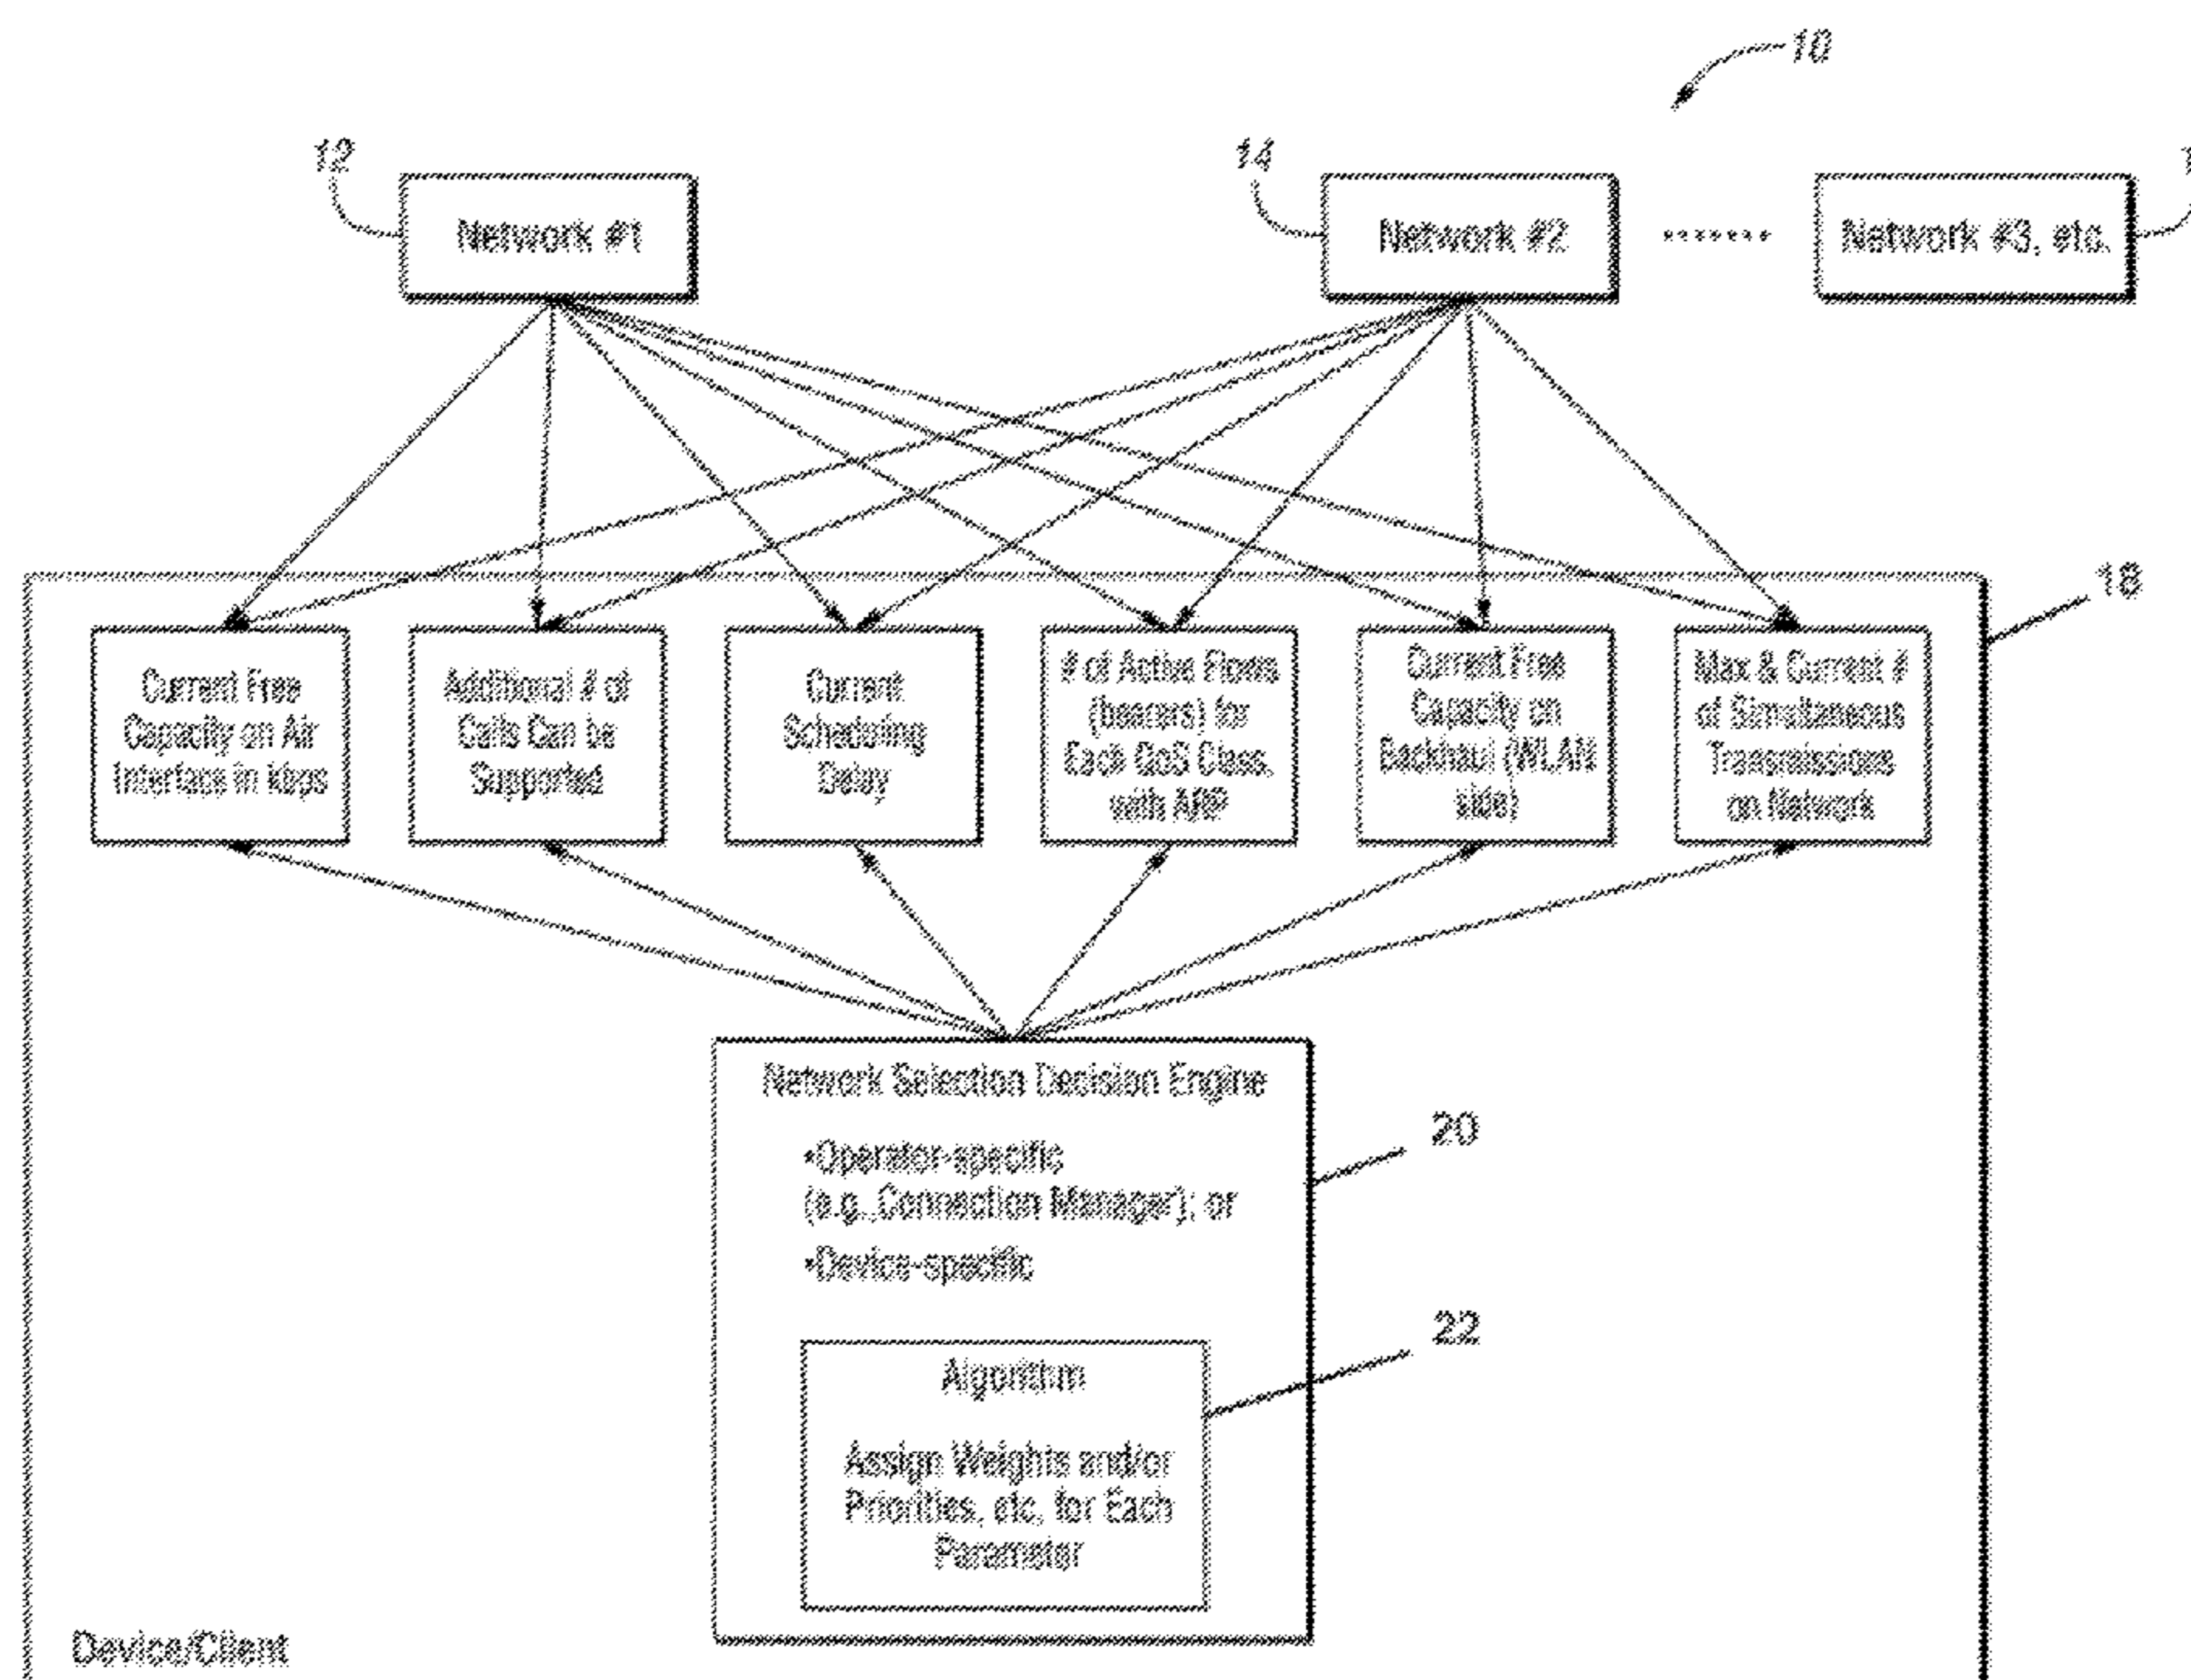 10
12
14
Network #1
Network #2
Network #3, etc.
18
Current Free
Capacity on Air
Interface in kbps
Additional # of
Calls Can be
Supported
Current
Scheduling
Delay
# of Active Flows
(bearers) for
Each QoS Class,
with ARP
Current Free
Capacity on
Backhaul (WLAN
side)
Max & Current #
of Simultaneous
Transmissions
on Network
Network Selection Decision Engine
•Operator-specific
(e.g., Connection Manager); or
•Device-specific
20
22
Algorithm
Assign Weights and/or
Priorities, etc. for Each
Parameter
Device/Client